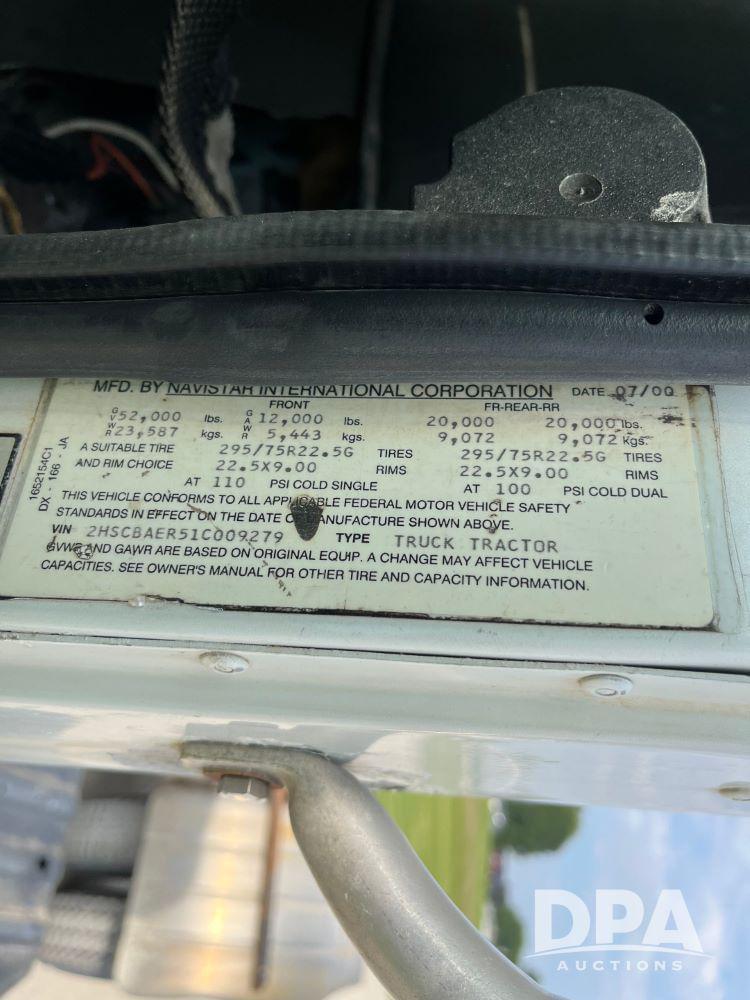 MFD. BY NAVISTAR INTERNATIONAL CORPORATION DATE 07/00
FRONT FR-REAR-RR
GVWR 52,000 lbs. GAWR 12,000 lbs. 20,000 20,000 lbs.
23,587 kgs. 5,443 kgs. 9,072 9,072 kgs.
A SUITABLE TIRE 295/75R22.5G TIRES 295/75R22.5G TIRES
AND RIM CHOICE 22.5X9.00 RIMS 22.5X9.00 RIMS
AT 110 PSI COLD SINGLE AT 100 PSI COLD DUAL
THIS VEHICLE CONFORMS TO ALL APPLICABLE FEDERAL MOTOR VEHICLE SAFETY
STANDARDS IN EFFECT ON THE DATE OF MANUFACTURE SHOWN ABOVE.
VIN 2HSCBAER51C009279 TYPE TRUCK TRACTOR
GVWR AND GAWR ARE BASED ON ORIGINAL EQUIP. A CHANGE MAY AFFECT VEHICLE
CAPACITIES. SEE OWNER'S MANUAL FOR OTHER TIRE AND CAPACITY INFORMATION.
1652154C1
DX - 166 - JA
DPA
AUCTIONS